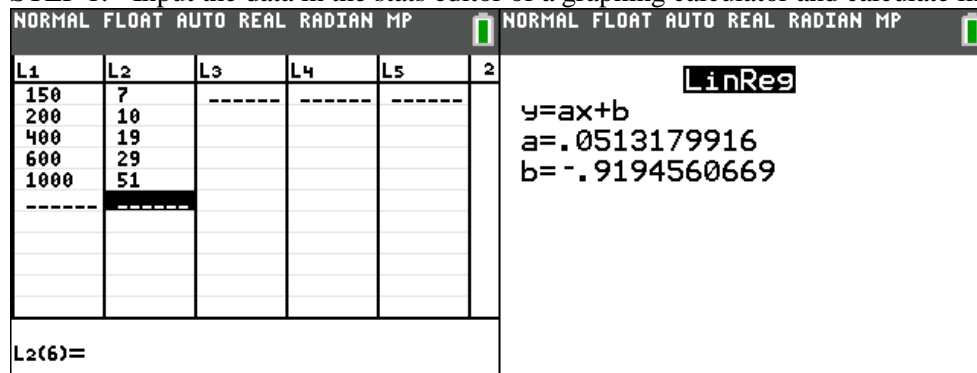 NORMAL FLOAT AUTO REAL RADIAN MP
L1 L2 L3 L4 L5 2
150 7 ------ ------ ------
200 10
400 19
600 29
1000 51
------ ------
L2(6)=
NORMAL FLOAT AUTO REAL RADIAN MP
LinReg
y=ax+b
a=.0513179916
b=-.9194560669